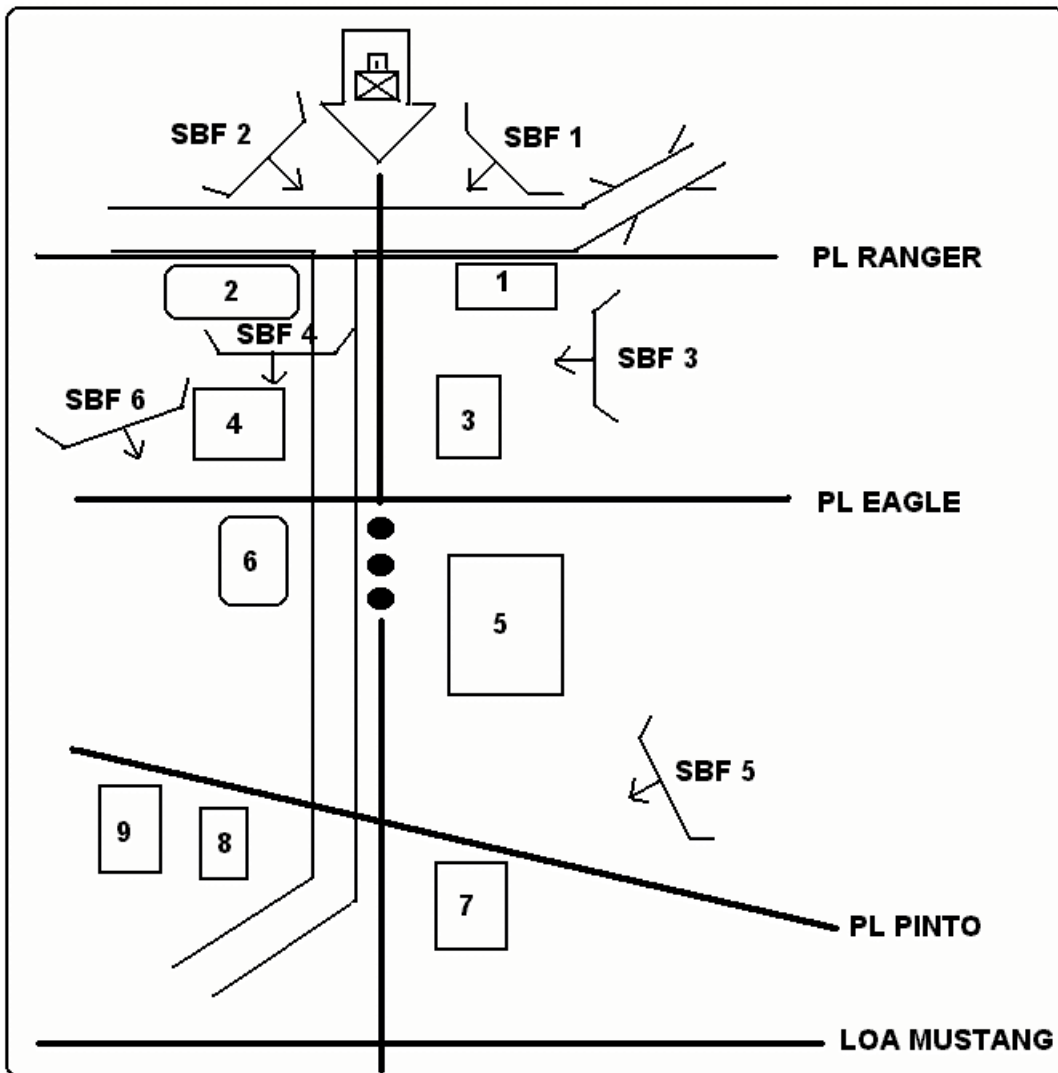 I
SBF 2
SBF 1
PL RANGER
2
1
SBF 4
SBF 3
SBF 6
4
3
PL EAGLE
6
5
SBF 5
9
8
7
PL PINTO
LOA MUSTANG